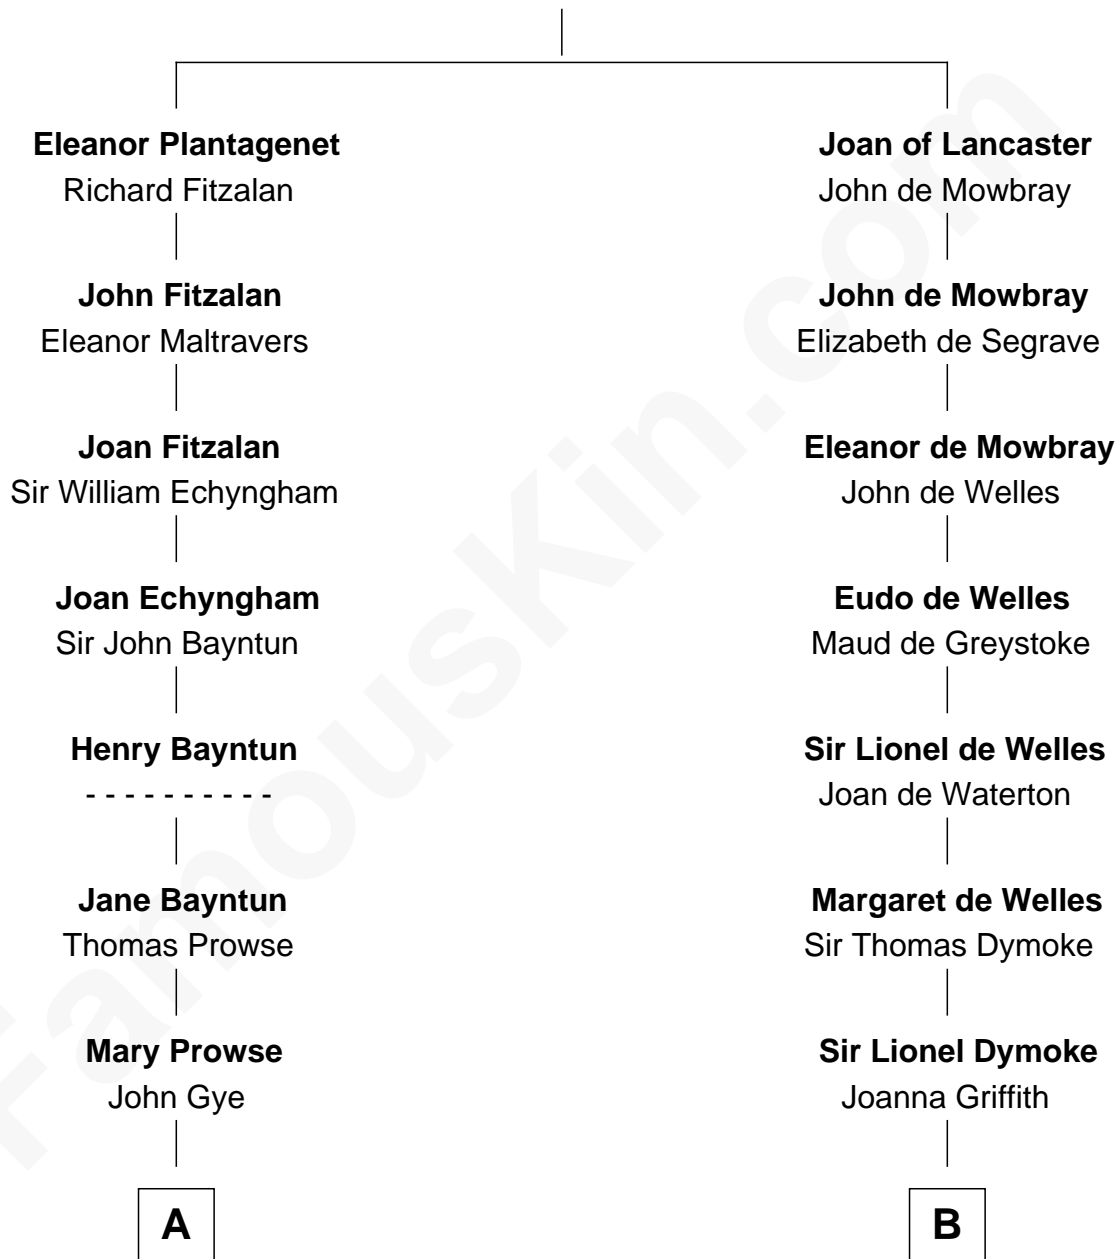 Eleanor Plantagenet
Richard Fitzalan
John Fitzalan
Eleanor Maltravers
Joan Fitzalan
Sir William Echyngham
Joan Echyngham
Sir John Bayntun
Henry Bayntun
- - - - - - - - - -
Jane Bayntun
Thomas Prowse
Mary Prowse
John Gye
A
Joan of Lancaster
John de Mowbray
John de Mowbray
Elizabeth de Segrave
Eleanor de Mowbray
John de Welles
Eudo de Welles
Maud de Greystoke
Sir Lionel de Welles
Joan de Waterton
Margaret de Welles
Sir Thomas Dymoke
Sir Lionel Dymoke
Joanna Griffith
B
FamousKin.com